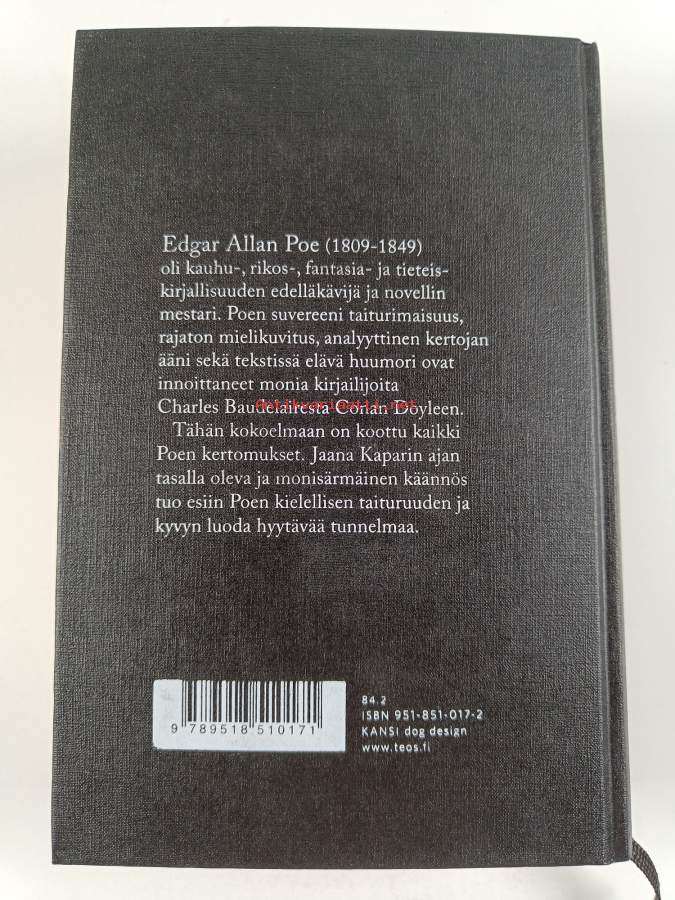 Edgar Allan Poe (1809-1849)
oli kauhu-, rikos-, fantasia- ja tieteis-
kirjallisuuden edelläkävijä ja novellin
mestari. Poen suvereeni taiturimaisuus,
rajaton mielikuvitus, analyyttinen kertojan
ääni sekä tekstissä elävä huumori ovat
innoittaneet monia kirjailijoita
Charles Baudelairesta Conan Doyleen.
Antikvariaatti.net
Tähän kokoelmaan on koottu kaikki
Poen kertomukset. Jaana Kaparin ajan
tasalla oleva ja monisärmäinen käännös
tuo esiin Poen kielellisen taituruuden ja
kyvyn luoda hyytävää tunnelmaa.
84.2
ISBN 951-851-017-2
KANSI dog design
www.teos.fi
9 789518 510171